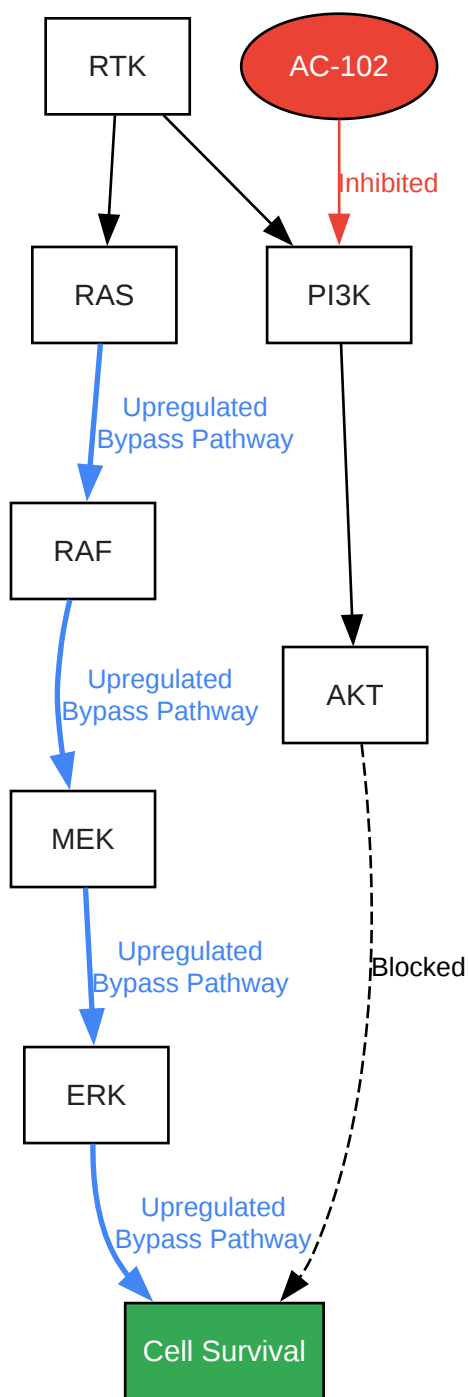 RTK
AC-102
Inhibited
RAS
PI3K
Upregulated
Bypass Pathway
RAF
Upregulated
Bypass Pathway
AKT
MEK
Upregulated
Bypass Pathway
Blocked
ERK
Upregulated
Bypass Pathway
Cell Survival